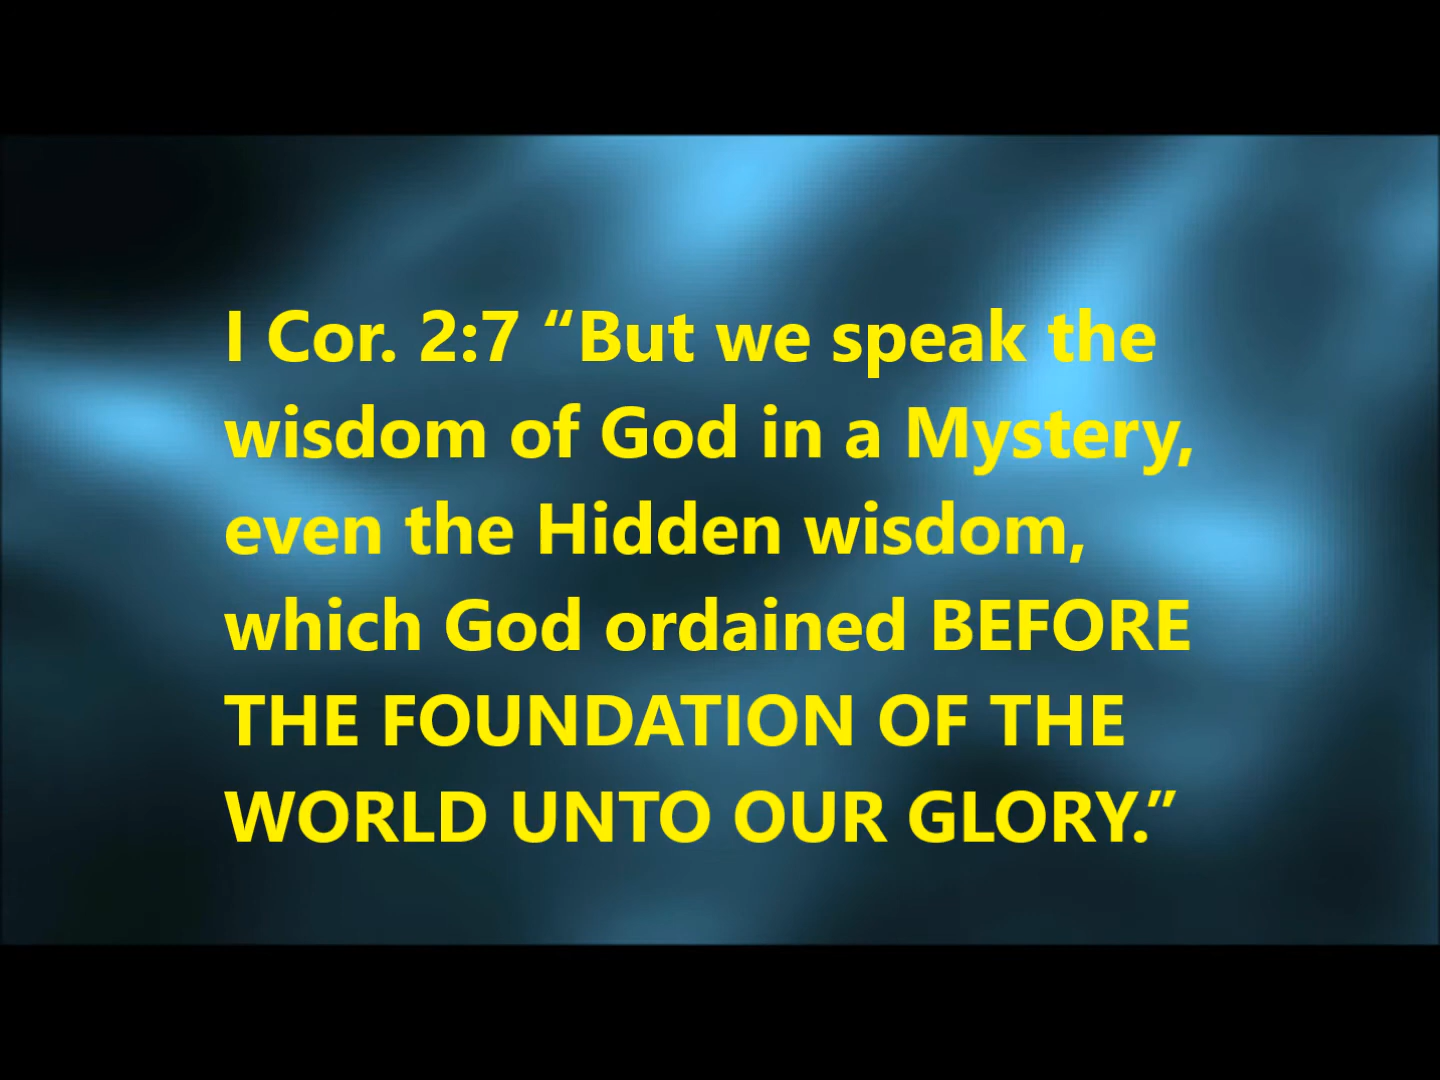 I Cor. 2:7 “But we speak the
wisdom of God in a Mystery,
even the Hidden wisdom,
which God ordained BEFORE
THE FOUNDATION OF THE
WORLD UNTO OUR GLORY.”